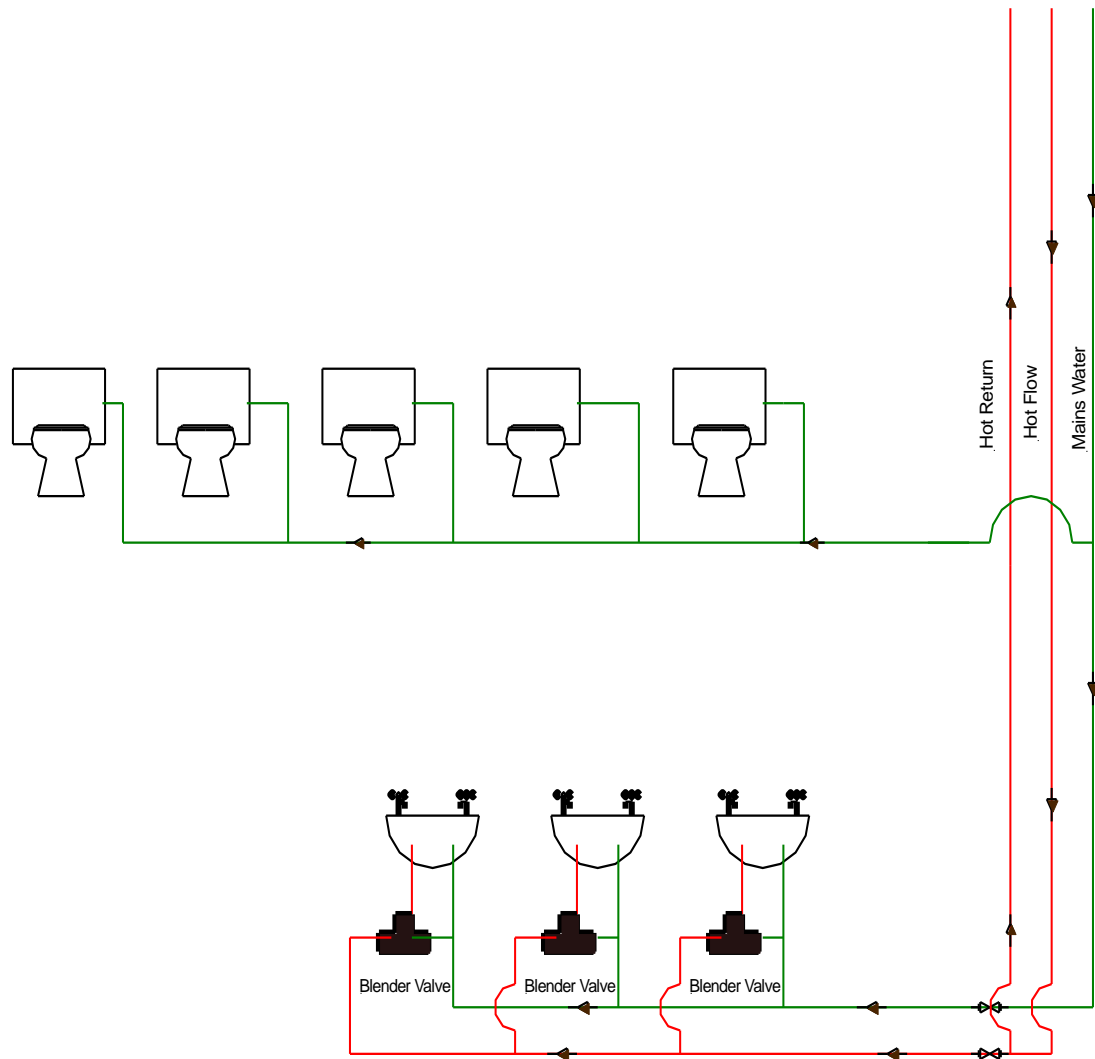 Hot Return
Hot Flow
Mains Water
Blender Valve
Blender Valve
Blender Valve